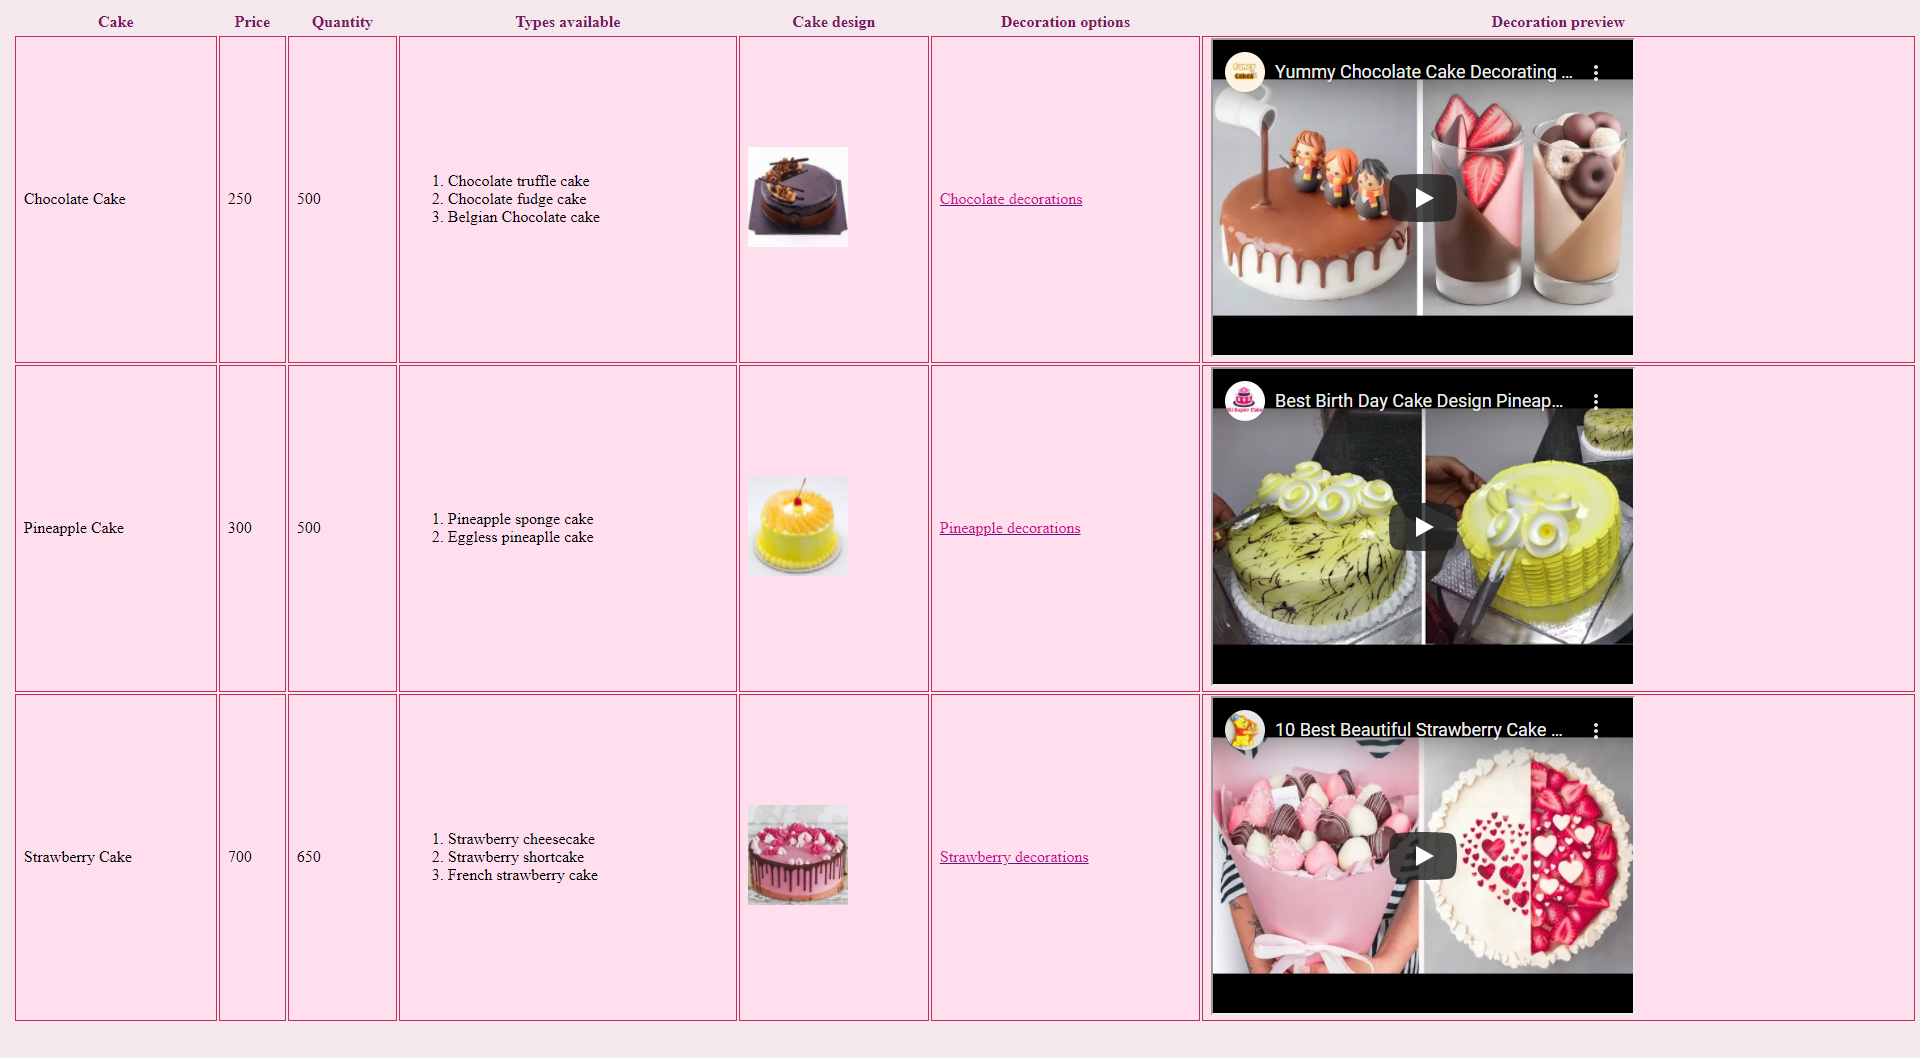 Cake Price Quantity Types available Cake design Decoration options Decoration preview
Chocolate Cake 250 500
1. Chocolate truffle cake
2. Chocolate fudge cake
3. Belgian Chocolate cake
Chocolate decorations
Fancy Cakes
Yummy Chocolate Cake Decorating ...
Pineapple Cake 300 500
1. Pineapple sponge cake
2. Eggless pineaplle cake
Pineapple decorations
Best Birth Day Cake Design Pineap...
Strawberry Cake 700 650
1. Strawberry cheesecake
2. Strawberry shortcake
3. French strawberry cake
Strawberry decorations
10 Best Beautiful Strawberry Cake ...